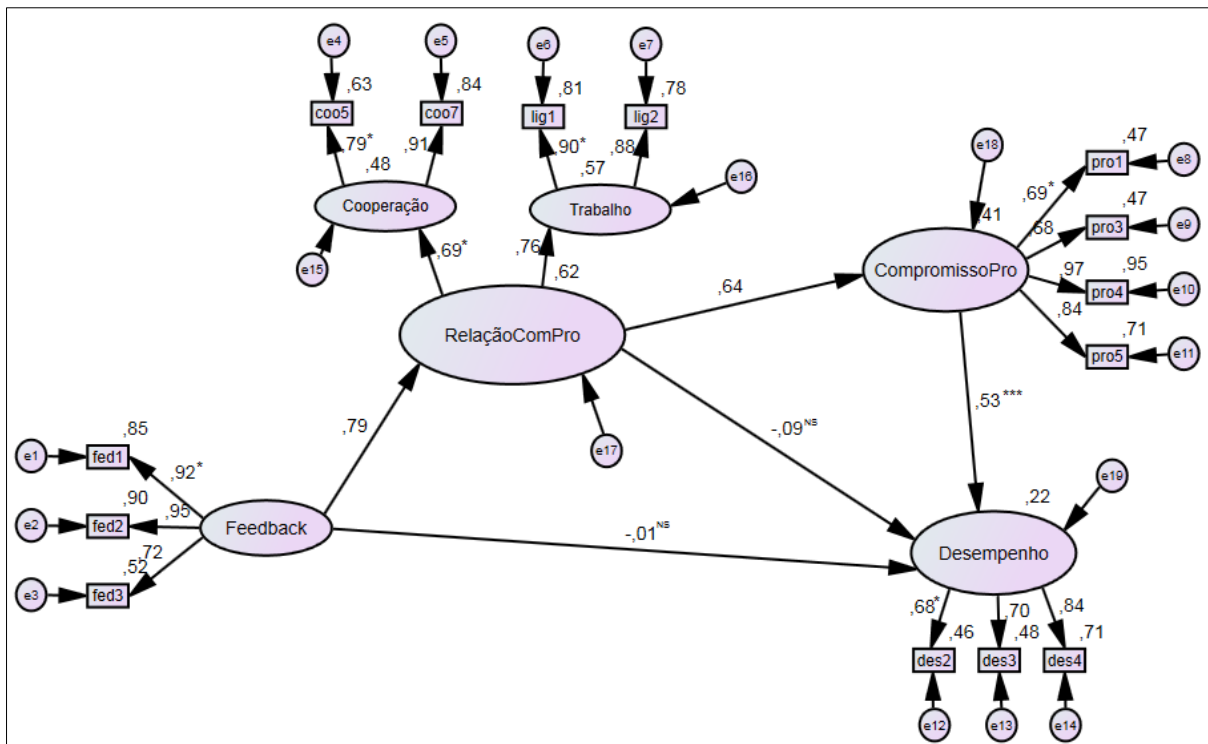 e4
e5
e6
e7
,63
,84
,81
,78
coo5
coo7
lig1
lig2
,79*
,91
,90*
,88
,48
,57
Cooperação
Trabalho
e15
e16
,69*
,76
,62
RelaçãoComPro
e17
,64
e18
,41
CompromissoPro
,69*
,47
pro1
e8
,68
,47
pro3
e9
,97
,95
pro4
e10
,84
,71
pro5
e11
,79
-,09NS
,53***
e1
,85
fed1
,92*
e2
,90
fed2
,95
e3
,52
fed3
,72
Feedback
-,01NS
,22
e19
Desempenho
,68*
,70
,84
,46
,48
,71
des2
des3
des4
e12
e13
e14